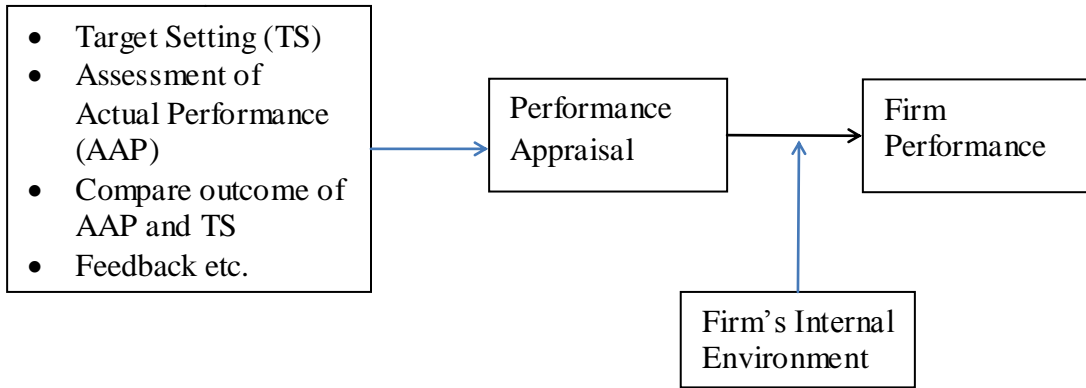 • Target Setting (TS)
• Assessment of
Actual Performance
(AAP)
• Compare outcome of
AAP and TS
• Feedback etc.
Performance
Appraisal
Firm
Performance
Firm’s Internal
Environment